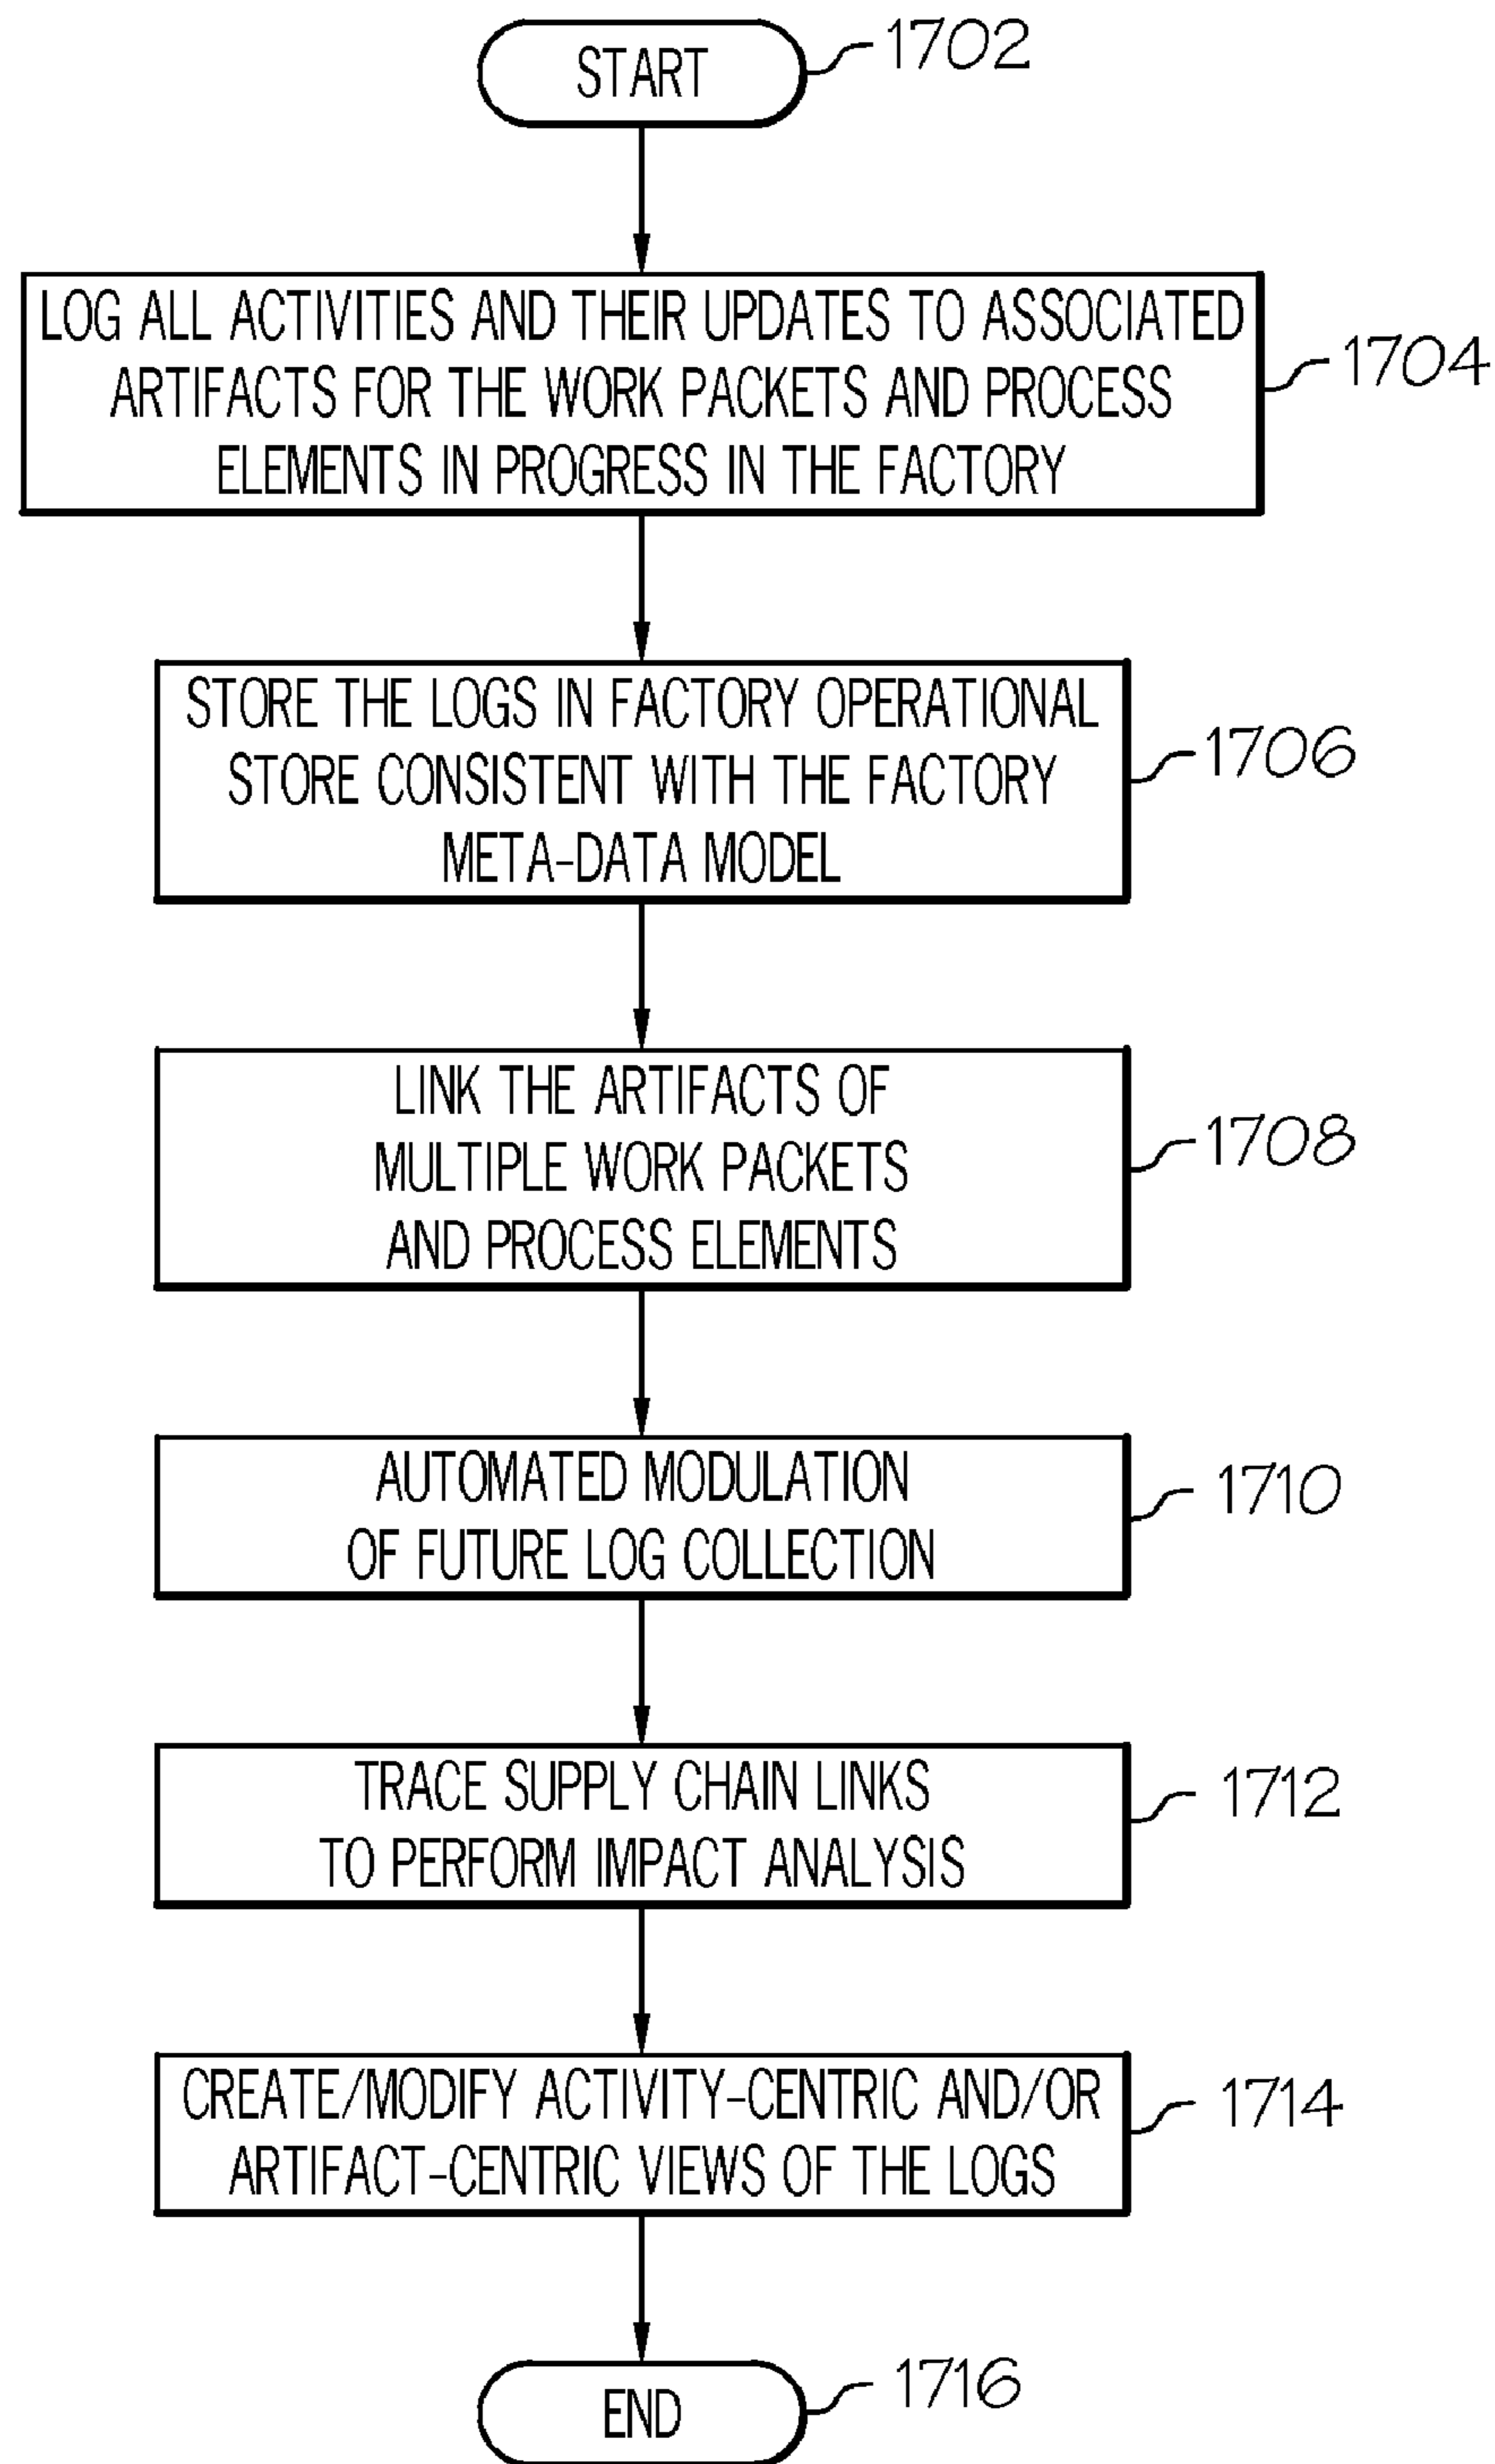 START
1702
LOG ALL ACTIVITIES AND THEIR UPDATES TO ASSOCIATED
ARTIFACTS FOR THE WORK PACKETS AND PROCESS
ELEMENTS IN PROGRESS IN THE FACTORY
1704
STORE THE LOGS IN FACTORY OPERATIONAL
STORE CONSISTENT WITH THE FACTORY
META-DATA MODEL
1706
LINK THE ARTIFACTS OF
MULTIPLE WORK PACKETS
AND PROCESS ELEMENTS
1708
AUTOMATED MODULATION
OF FUTURE LOG COLLECTION
1710
TRACE SUPPLY CHAIN LINKS
TO PERFORM IMPACT ANALYSIS
1712
CREATE/MODIFY ACTIVITY-CENTRIC AND/OR
ARTIFACT-CENTRIC VIEWS OF THE LOGS
1714
END
1716